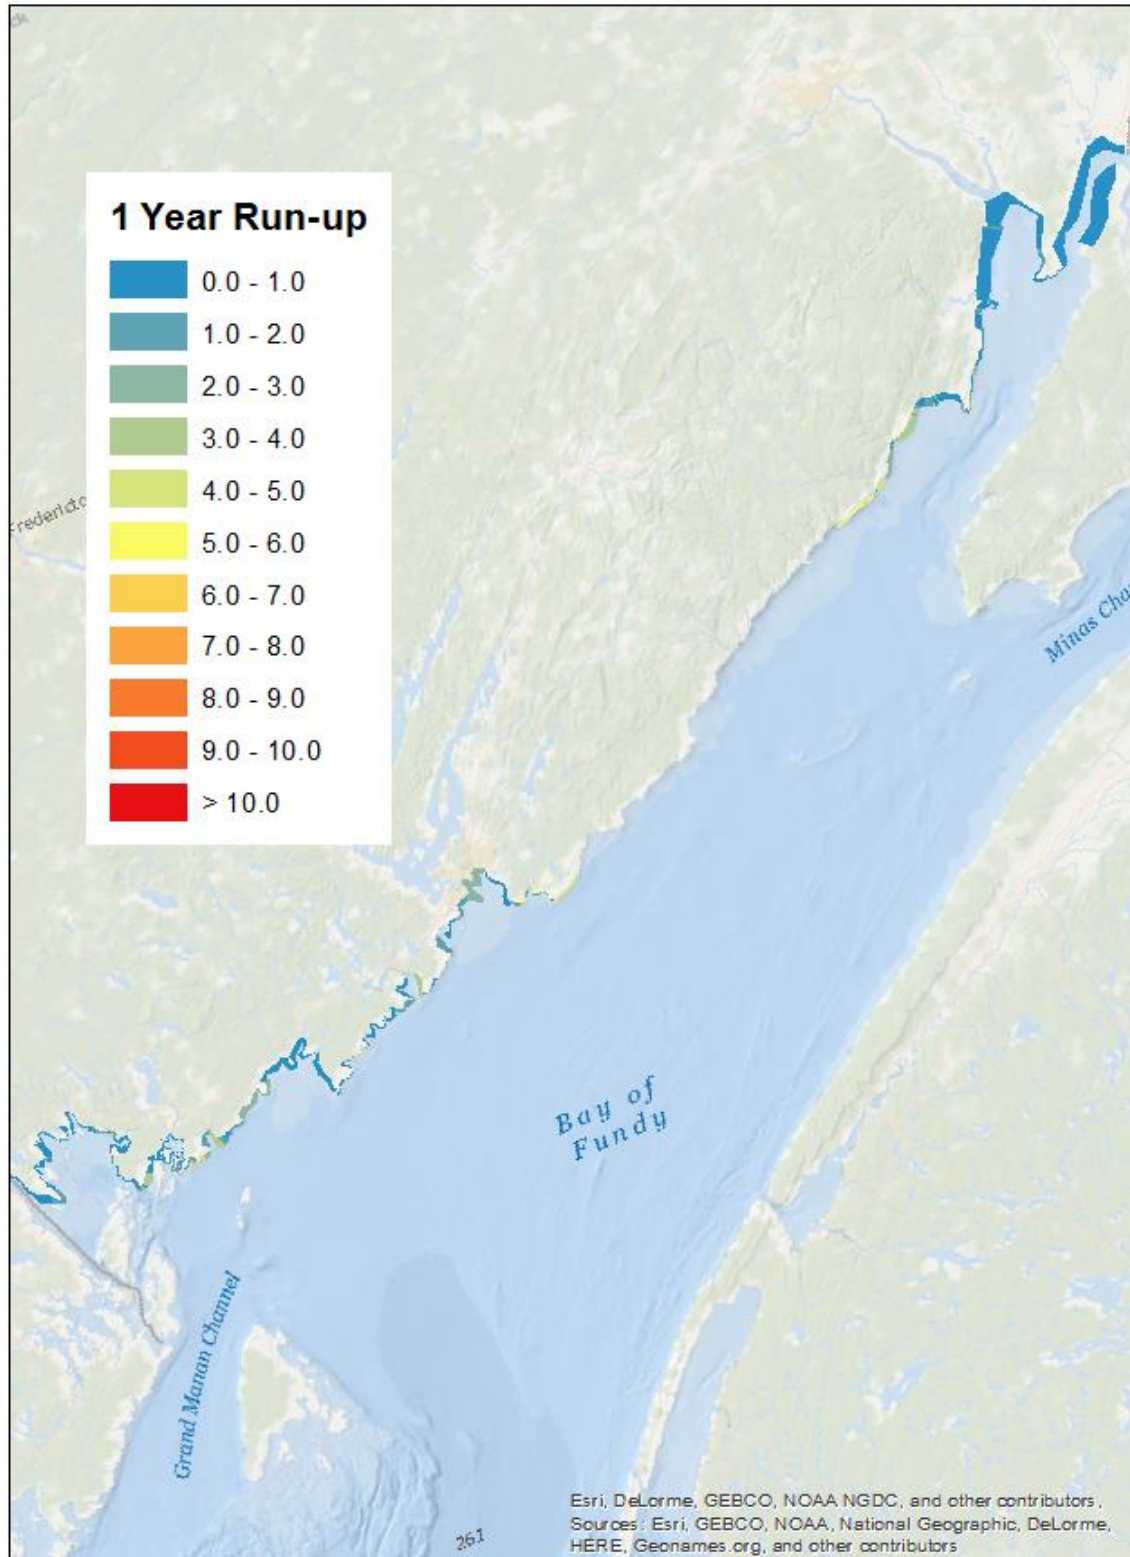 1 Year Run-up
0.0 - 1.0
1.0 - 2.0
2.0 - 3.0
3.0 - 4.0
4.0 - 5.0
5.0 - 6.0
6.0 - 7.0
7.0 - 8.0
8.0 - 9.0
9.0 - 10.0
> 10.0
Fredericto
Minas Cha
Bay of
Fundy
Grand Manan Channel
261
Esri, DeLorme, GEBCO, NOAA NGDC, and other contributors,
Sources: Esri, GEBCO, NOAA, National Geographic, DeLorme,
HERE, Geonames.org, and other contributors